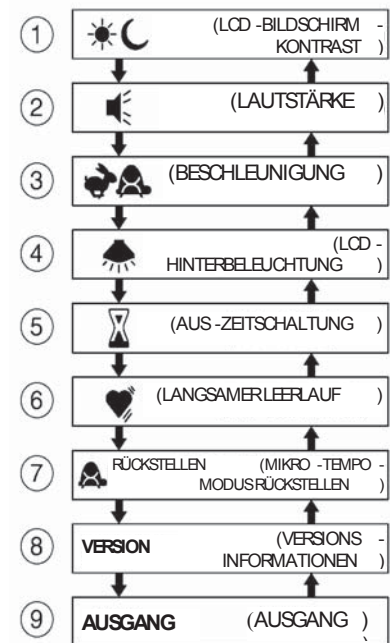 1 (LCD -BILDSCHIRM -
KONTRAST )
2 (LAUTSTÄRKE )
3 (BESCHLEUNIGUNG )
4 (LCD -
HINTERBELEUCHTUNG )
5 (AUS -ZEITSCHALTUNG )
6 (LANGSAMER LEERLAUF )
7 RÜCKSTELLEN (MIKRO -TEMPO -
MODUS RÜCKSTELLEN )
8 VERSION (VERSIONS -
INFORMATIONEN )
9 AUSGANG (AUSGANG )